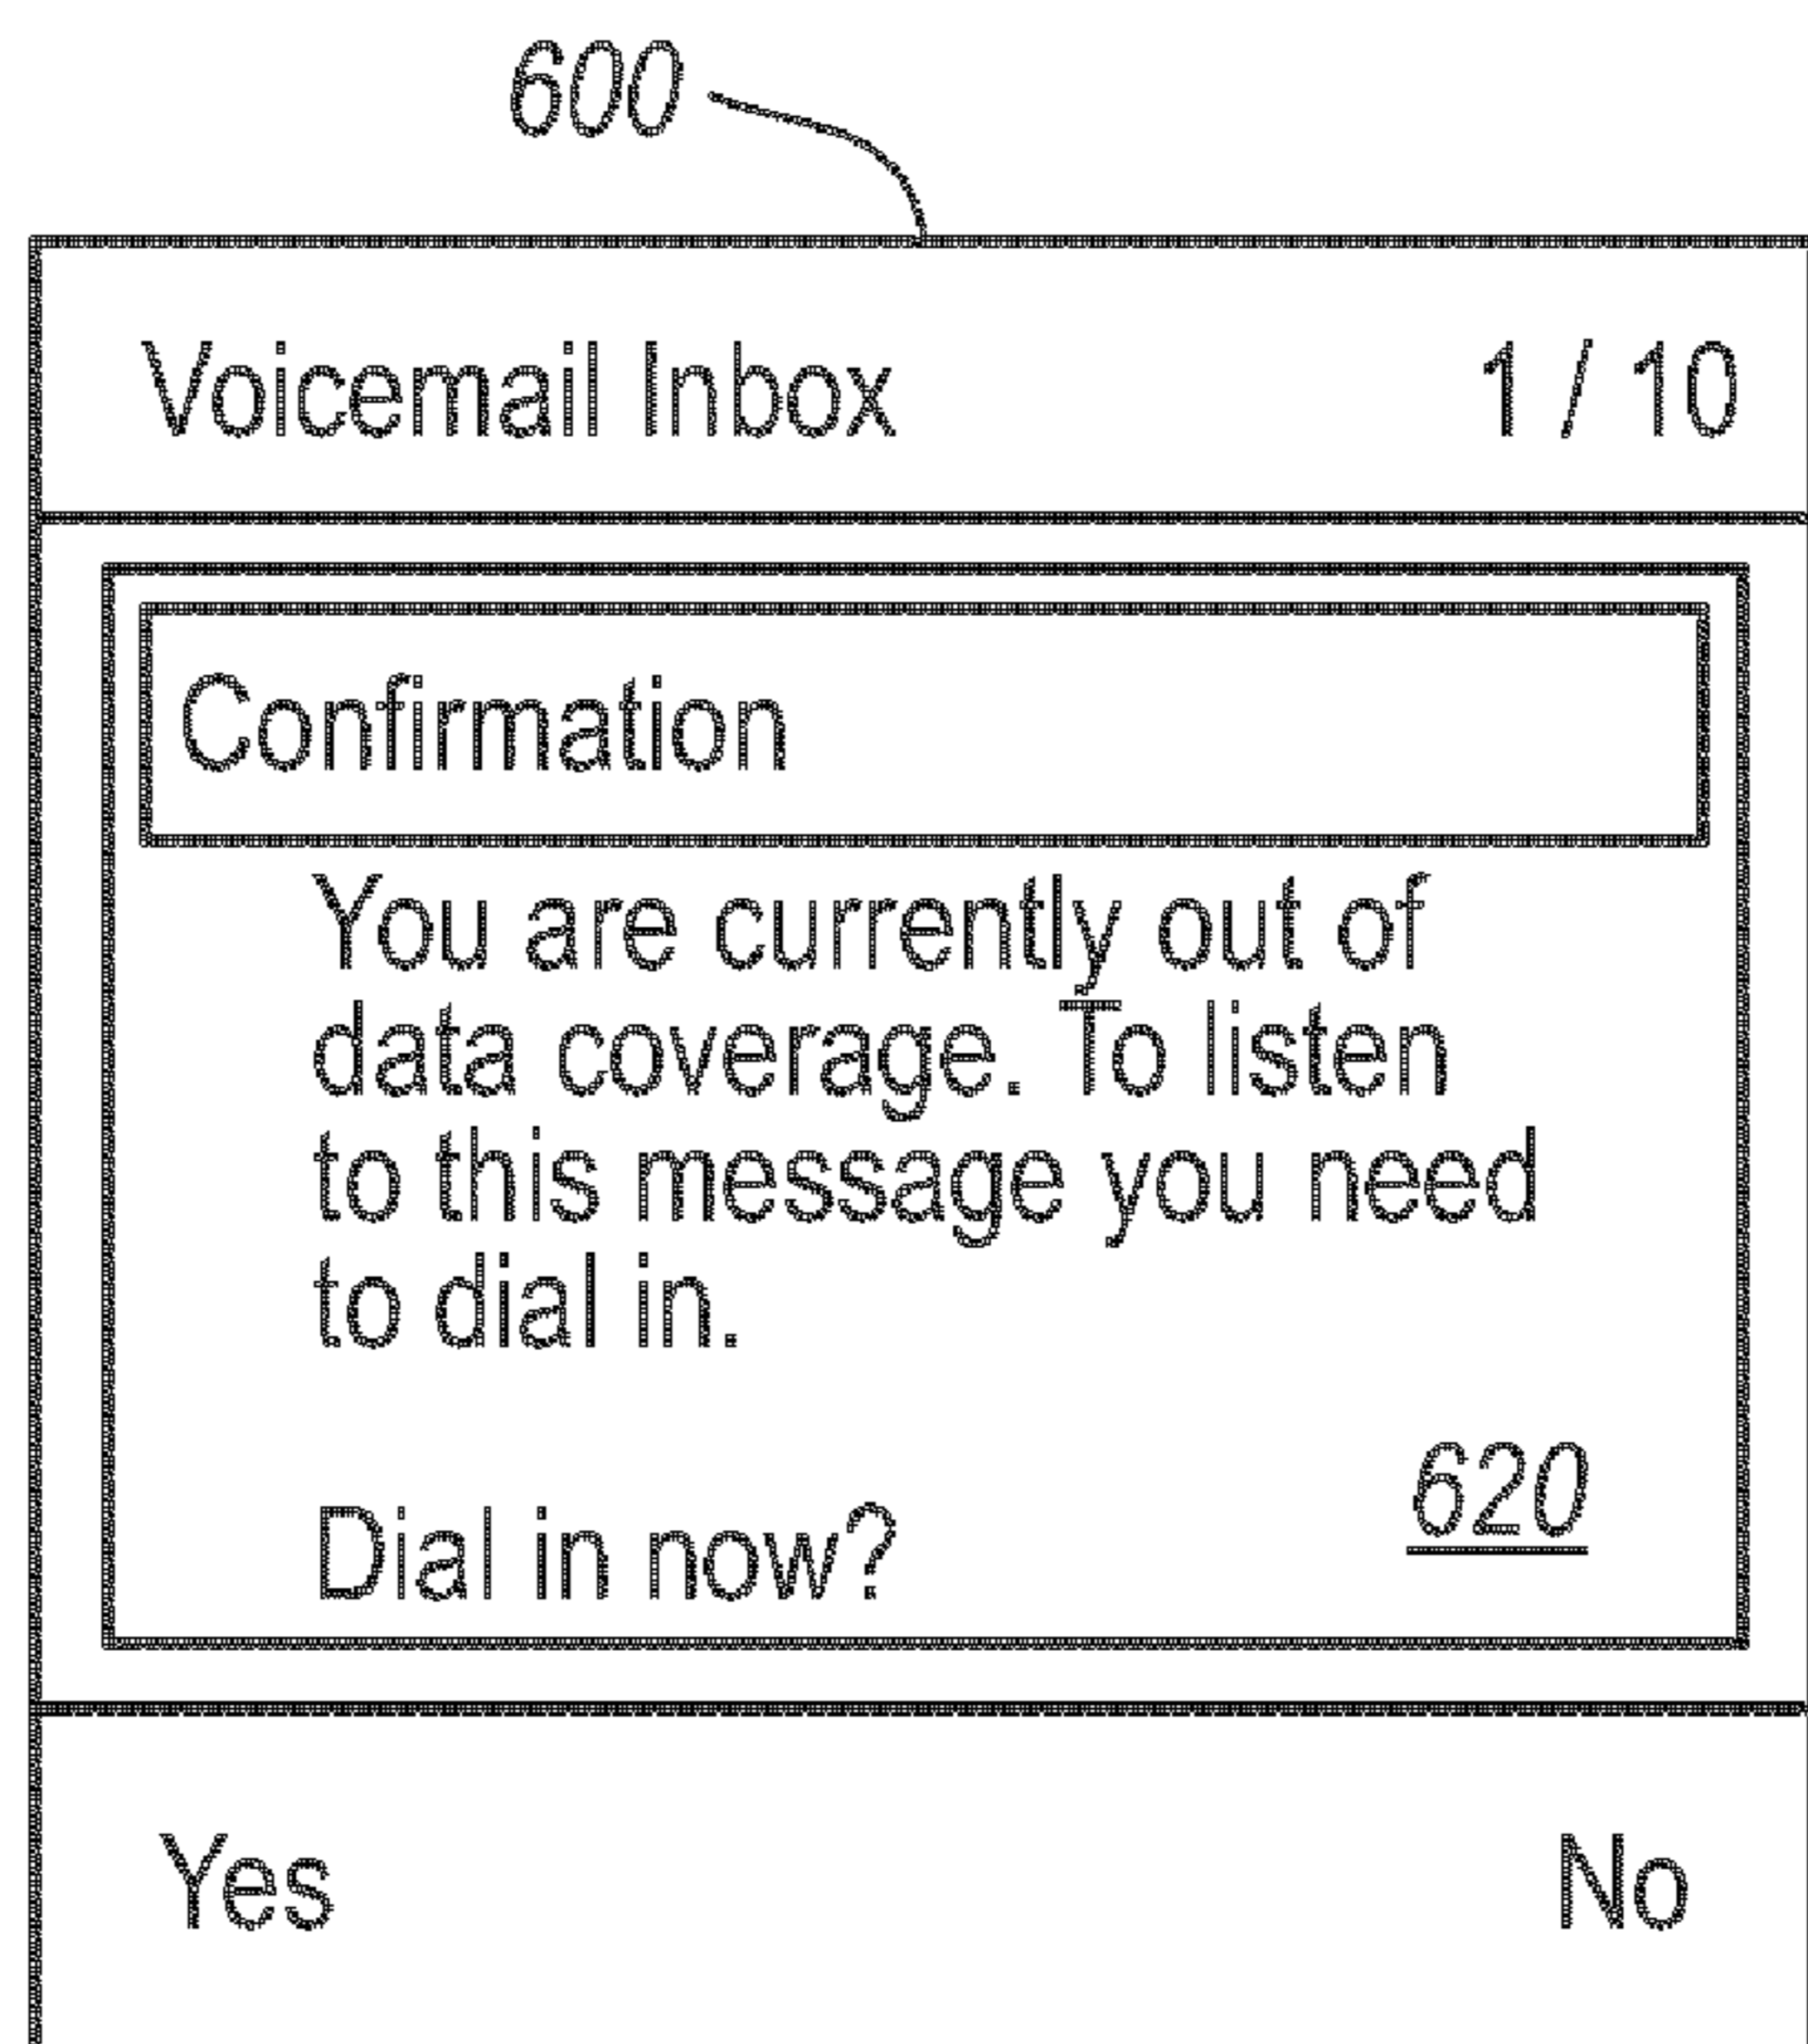 600
Voicemail Inbox 1 / 10
Confirmation
You are currently out of
data coverage. To listen
to this message you need
to dial in.
620
Dial in now?
Yes No